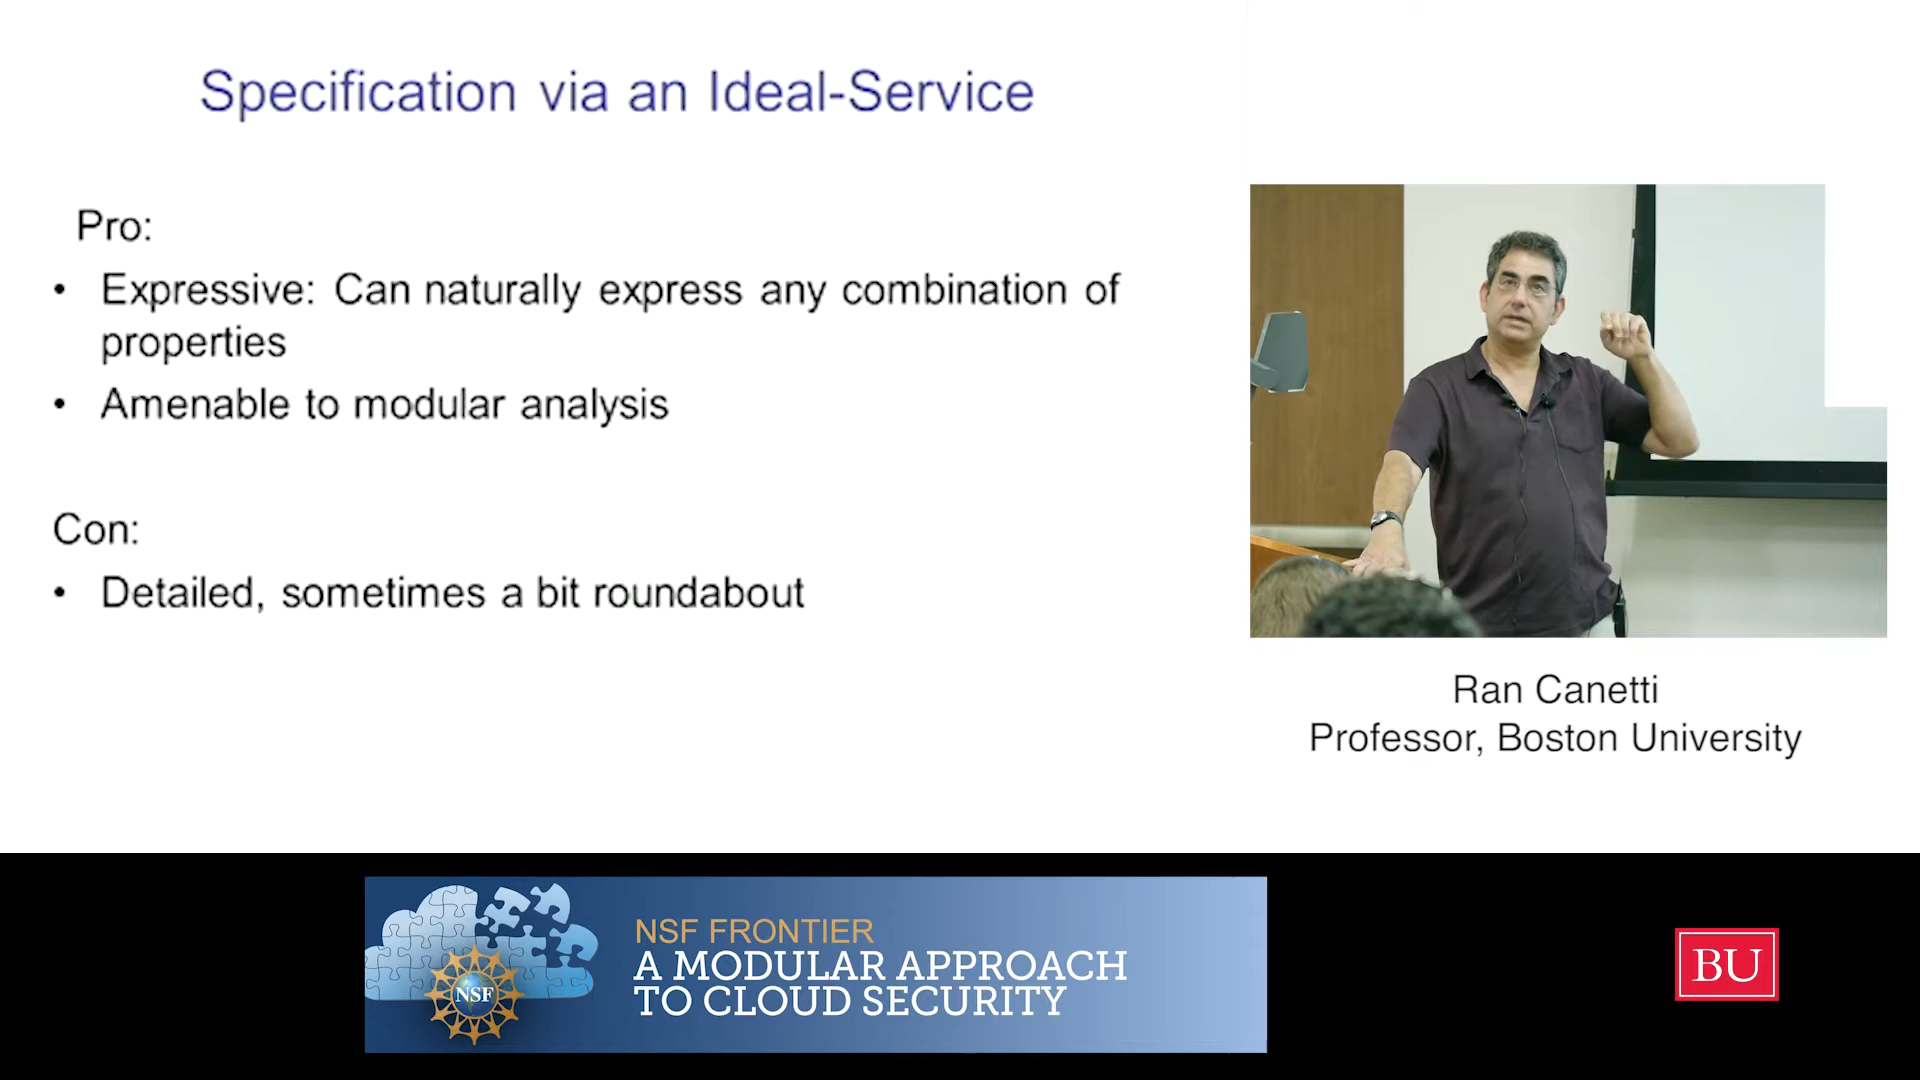 Specification via an Ideal-Service
Pro:
• Expressive: Can naturally express any combination of
properties
• Amenable to modular analysis
Con:
• Detailed, sometimes a bit roundabout
Ran Canetti
Professor, Boston University
NSF
NSF FRONTIER
A MODULAR APPROACH
TO CLOUD SECURITY
BU